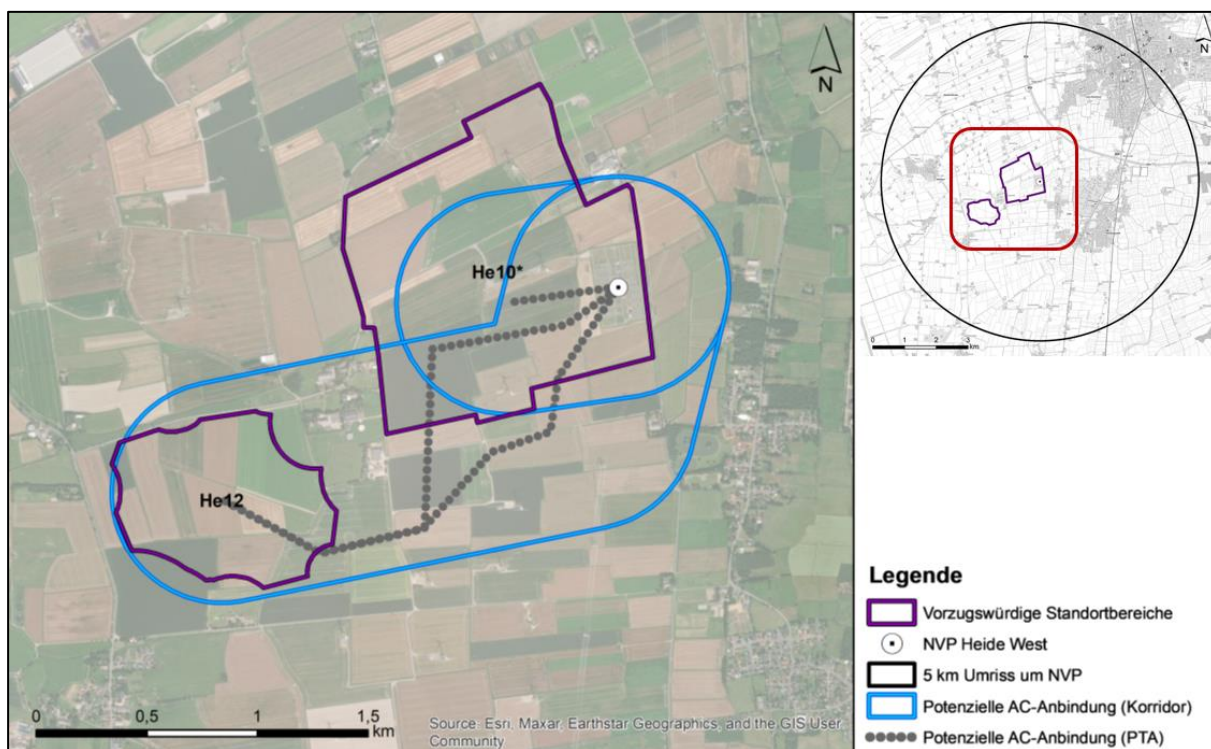 N
He10*
He12
0 0,5 1 1,5
km
Source: Esri, Maxar, Earthstar Geographics, and the GIS User
Community
N
0 1 2 3
km
Legende
Vorzugswürdige Standortbereiche
NVP Heide West
5 km Umriss um NVP
Potenzielle AC-Anbindung (Korridor)
Potenzielle AC-Anbindung (PTA)